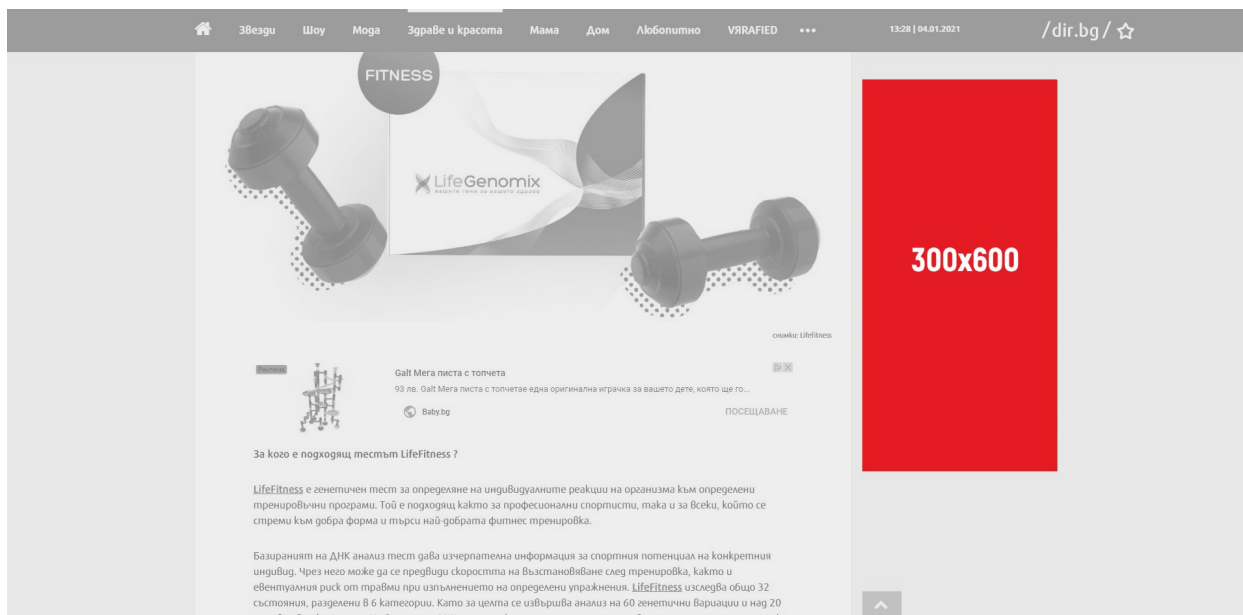 Звезди Шоу Мода Здраве и красота Мама Дом Любопитно VЯRAFIED ••• 13:28 | 04.01.2021 /dir.bg/
FITNESS
LifeGenomix
вашите гени за вашето здраве
300x600
снимки: Lifefitness
Реклама
Galt Мега писта с топчета
93 лв. Galt Мега писта с топчетае една оригинална играчка за вашето дете, която ще го...
Baby.bg ПОСЕЩАВАНЕ
За кого е подходящ тестът LifeFitness ?
LifeFitness е генетичен тест за определяне на индивидуалните реакции на организма към определени
тренировъчни програми. Той е подходящ както за професионални спортисти, така и за всеки, който се
стреми към добра форма и търси най-добрата фитнес тренировка.
Базираният на ДНК анализ тест дава изчерпателна информация за спортния потенциал на конкретния
индивид. Чрез него може да се предвиди скоростта на възстановяване след тренировка, както и
евентуалния риск от травми при изпълнението на определени упражнения. LifeFitness изследва общо 32
състояния, разделени в 6 категории. Като за целта се извършва анализ на 60 генетични вариации и над 20